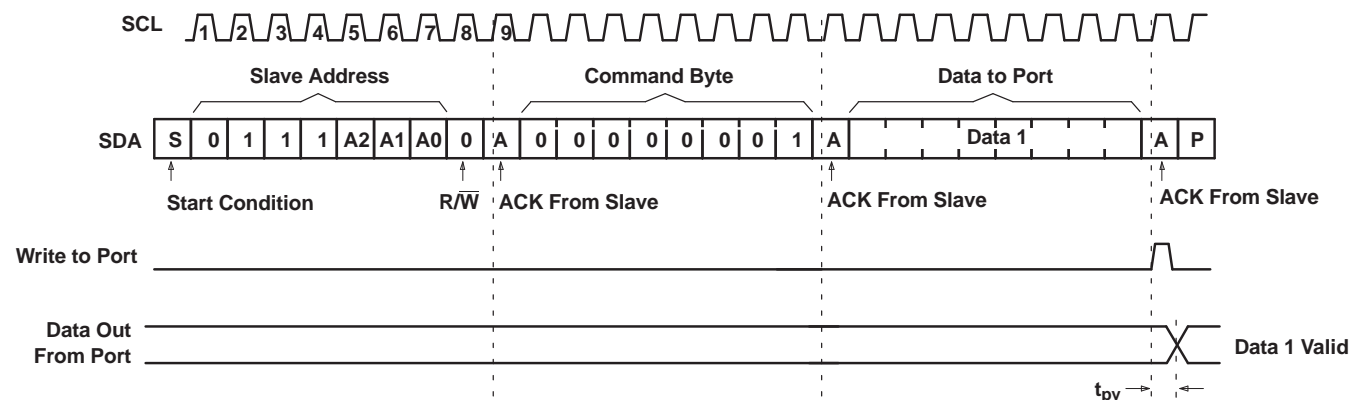 SCL 1 2 3 4 5 6 7 8 9
Slave Address Command Byte Data to Port
SDA S 0 1 1 1 A2 A1 A0 0 A 0 0 0 0 0 0 0 1 A Data 1 A P
Start Condition R/W̅ ACK From Slave ACK From Slave ACK From Slave
Write to Port
Data Out
From Port
Data 1 Valid
tpv